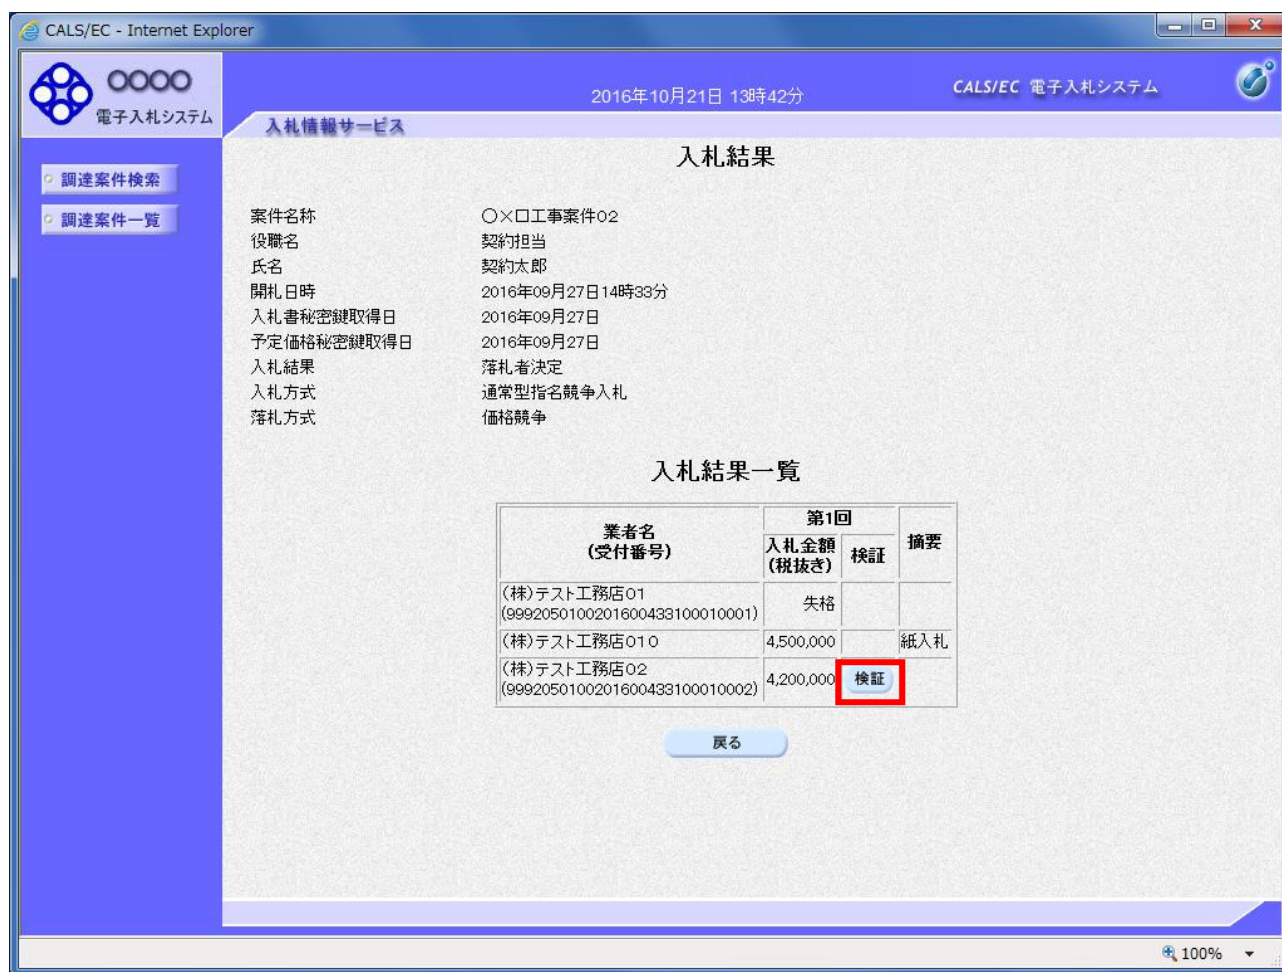 CALS/EC - Internet Explorer
○○○○
電子入札システム
2016年10月21日 13時42分
CALS/EC 電子入札システム
入札情報サービス
調達案件検索
調達案件一覧
入札結果
案件名称 ○×口工事案件02
役職名 契約担当
氏名 契約太郎
開札日時 2016年09月27日14時33分
入札書秘密鍵取得日 2016年09月27日
予定価格秘密鍵取得日 2016年09月27日
入札結果 落札者決定
入札方式 通常型指名競争入札
落札方式 価格競争
入札結果一覧
業者名
(受付番号)
第1回
入札金額
(税抜き)
検証
摘要
(株)テスト工務店01
(99920501002016004331000​10001)
失格
(株)テスト工務店010 4,500,000 紙入札
(株)テスト工務店02
(9992050100201600433100010002)
4,200,000 検証
戻る
100%